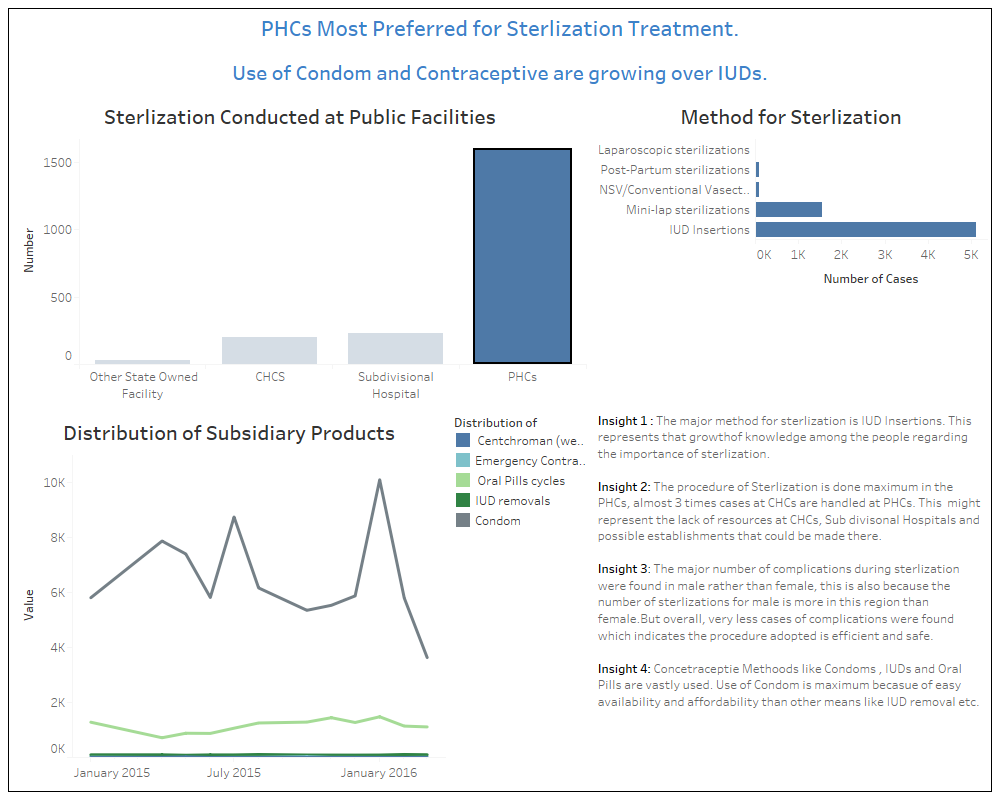 PHCs Most Preferred for Sterlization Treatment.
Use of Condom and Contraceptive are growing over IUDs.
Sterlization Conducted at Public Facilities
Number
1500
1000
500
0
Other State Owned
Facility
CHCS
Subdivisional
Hospital
PHCs
Method for Sterlization
Laparoscopic sterilizations
Post-Partum sterilizations
NSV/Conventional Vasect..
Mini-lap sterilizations
IUD Insertions
0K 1K 2K 3K 4K 5K
Number of Cases
Distribution of Subsidiary Products
Value
10K
8K
6K
4K
2K
0K
January 2015 July 2015 January 2016
Distribution of
Centchroman (we..
Emergency Contra..
Oral Pills cycles
IUD removals
Condom
Insight 1 : The major method for sterlization is IUD Insertions. This
represents that growthof knowledge among the people regarding
the importance of sterlization.
Insight 2: The procedure of Sterlization is done maximum in the
PHCs, almost 3 times cases at CHCs are handled at PHCs. This might
represent the lack of resources at CHCs, Sub divisonal Hospitals and
possible establishments that could be made there.
Insight 3: The major number of complications during sterlization
were found in male rather than female, this is also because the
number of sterlizations for male is more in this region than
female.But overall, very less cases of complications were found
which indicates the procedure adopted is efficient and safe.
Insight 4: Concetraceptie Methoods like Condoms , IUDs and Oral
Pills are vastly used. Use of Condom is maximum becasue of easy
availability and affordability than other means like IUD removal etc.